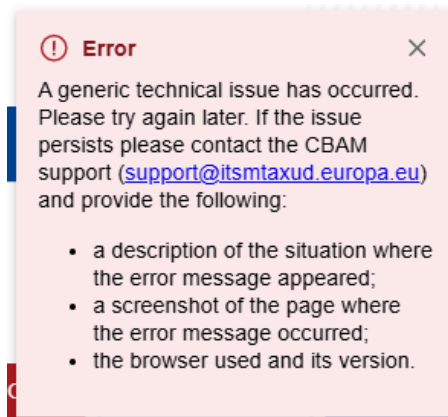 Error
A generic technical issue has occurred.
Please try again later. If the issue
persists please contact the CBAM
support (support@itsmtaxud.europa.eu)
and provide the following:
• a description of the situation where
the error message appeared;
• a screenshot of the page where
the error message occurred;
• the browser used and its version.